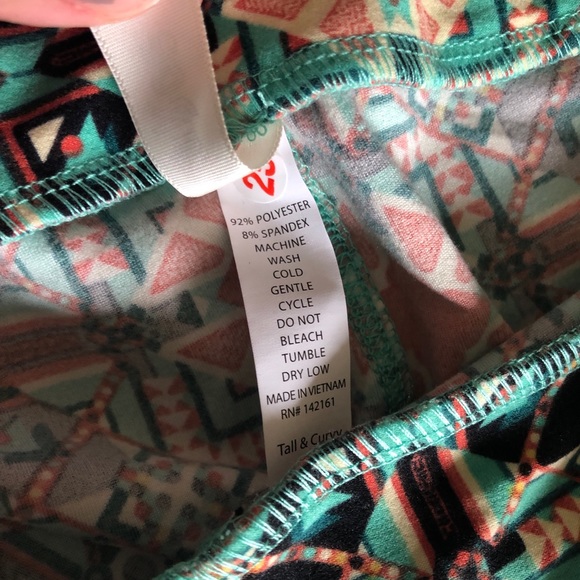 92% POLYESTER
8% SPANDEX
MACHINE
WASH
COLD
GENTLE
CYCLE
DO NOT
BLEACH
TUMBLE
DRY LOW
MADE IN VIETNAM
RN# 142161
Tall & Curvy